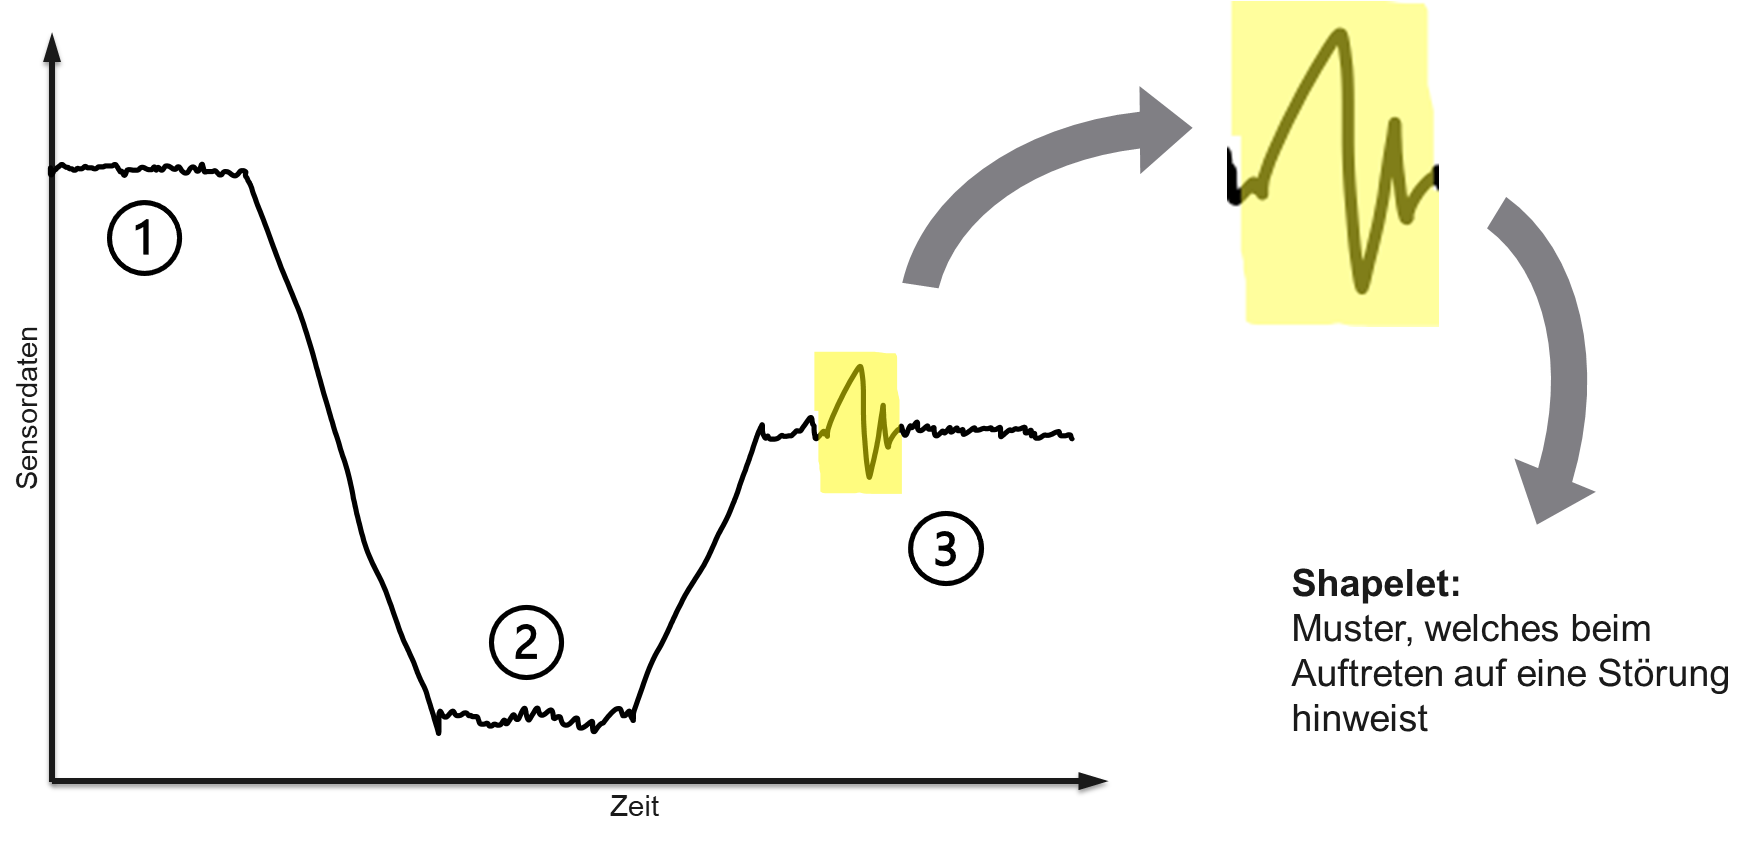 Sensordaten
1
2
3
Zeit
Shapelet:
Muster, welches beim
Auftreten auf eine Störung
hinweist